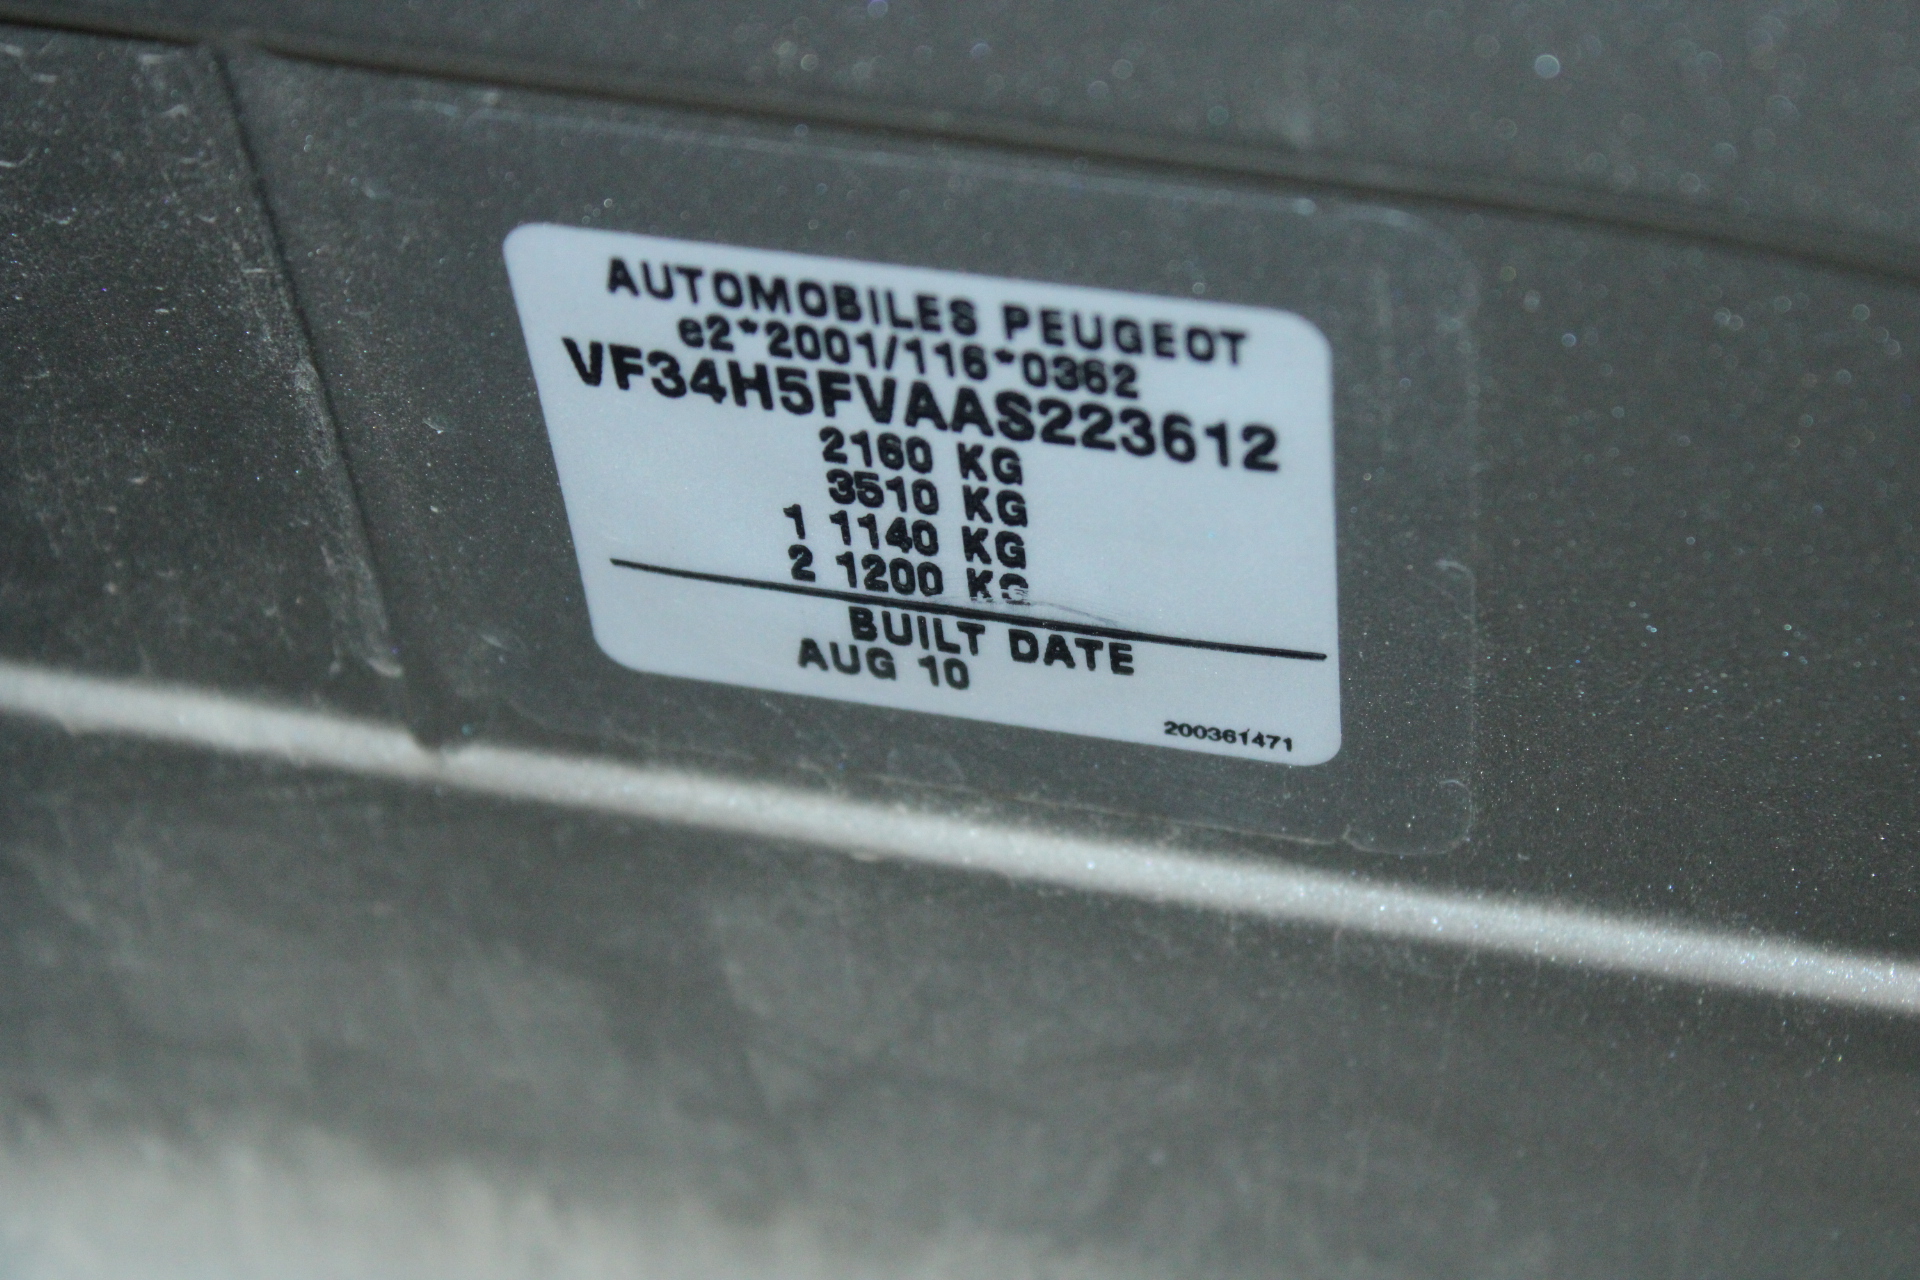 AUTOMOBILES PEUGEOT
e2*2001/116*0362
VF34H5FVAAS223612
2160 KG
3510 KG
1 1140 KG
2 1200 KG
BUILT DATE
AUG 10
200361471